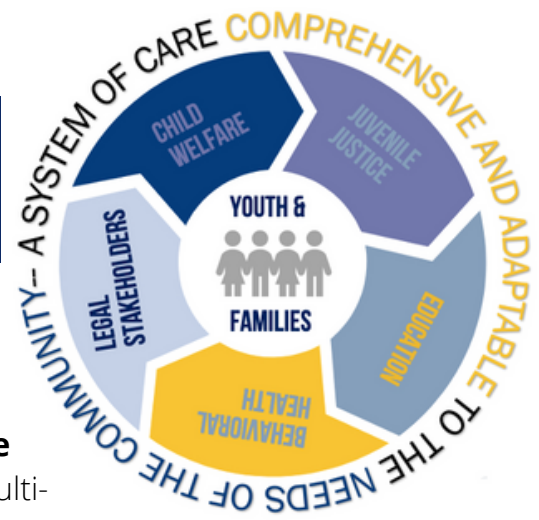 A SYSTEM OF CARE COMPREHENSIVE AND ADAPTABLE TO THE NEEDS OF THE COMMUNITY–
CHILD
WELFARE
JUVENILE
JUSTICE
EDUCATION
BEHAVIORAL
HEALTH
LEGAL
STAKEHOLDERS
YOUTH &
FAMILIES
e
ulti-